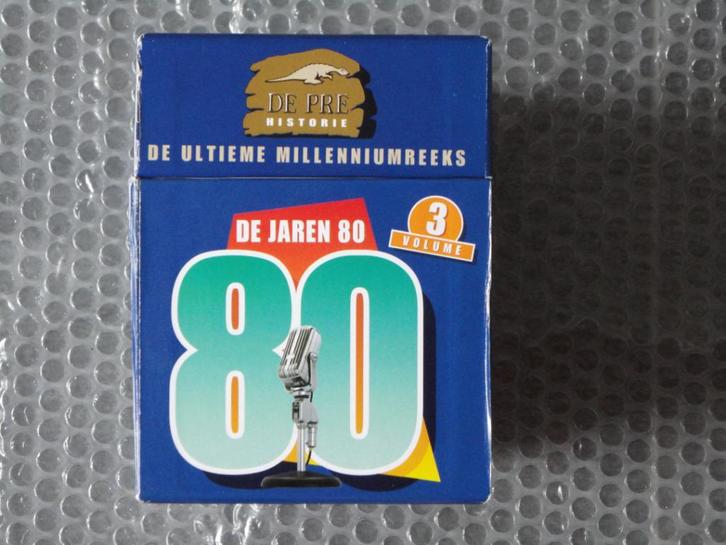 DE PRE
HISTORIE
DE ULTIEME MILLENNIUMREEKS
DE JAREN 80
3
VOLUME
80